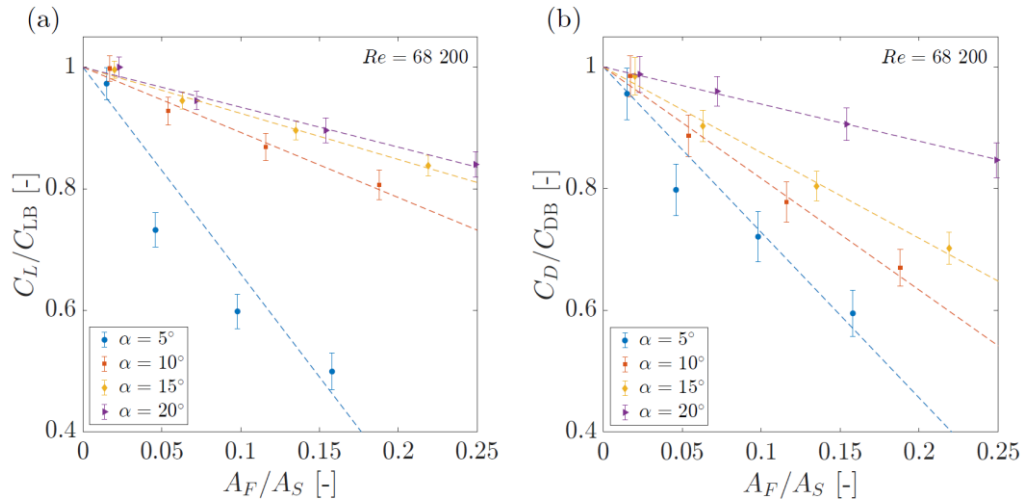 (a)
Re = 68 200
1
0.8
0.6
0.4
C_L/C_LB [-]
α = 5°
α = 10°
α = 15°
α = 20°
0
0.05
0.1
0.15
0.2
0.25
A_F/A_S [-]
(b)
Re = 68 200
1
0.8
0.6
0.4
C_D/C_DB [-]
α = 5°
α = 10°
α = 15°
α = 20°
0
0.05
0.1
0.15
0.2
0.25
A_F/A_S [-]